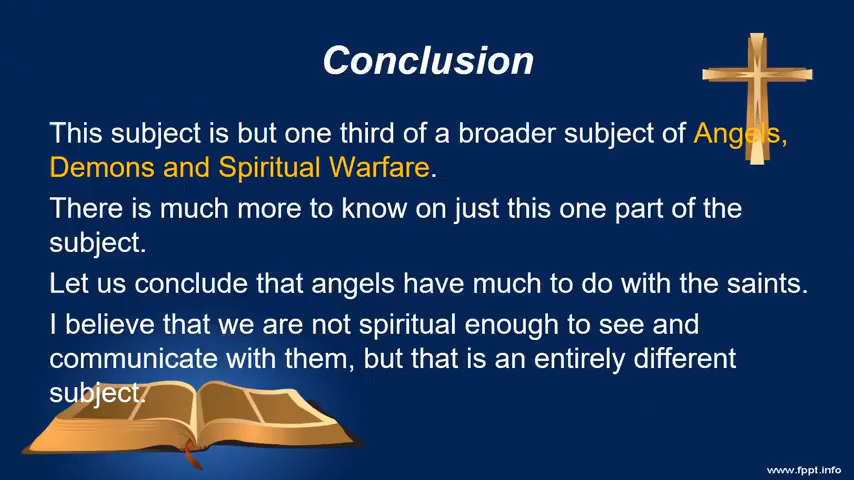 Conclusion
This subject is but one third of a broader subject of Angels,
Demons and Spiritual Warfare.
There is much more to know on just this one part of the
subject.
Let us conclude that angels have much to do with the saints.
I believe that we are not spiritual enough to see and
communicate with them, but that is an entirely different
subject.
www.fppt.info